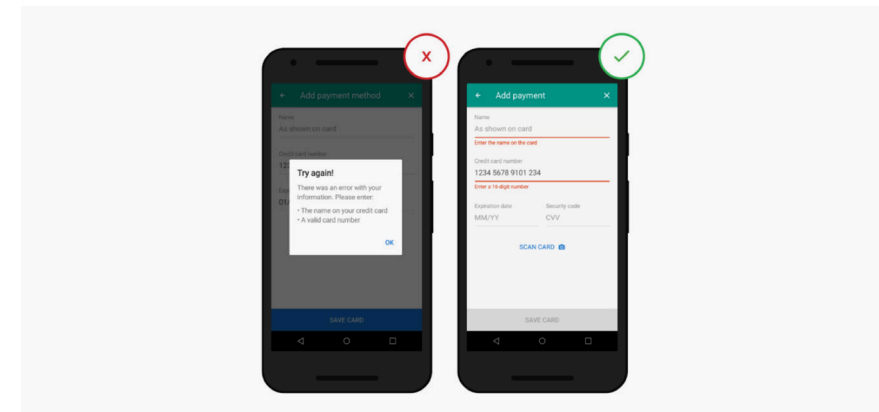 X
Add payment method
Name
As shown on card
Credit card number
Try again!
There was an error with your
information. Please enter:
• The name on your credit card
• A valid card number
OK
01/
SAVE CARD
Add payment
Name
As shown on card
Enter the name on the card
Credit card number
1234 5678 9101 234
Enter a 16-digit number
Expiration date
Security code
MM/YY
CVV
SCAN CARD
SAVE CARD